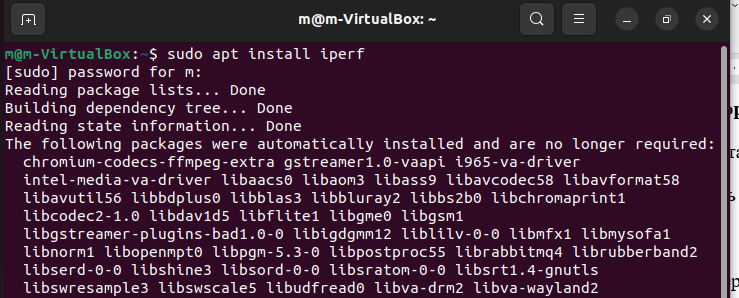 m@m-VirtualBox: ~
m@m-VirtualBox:~$ sudo apt install iperf
[sudo] password for m:
Reading package lists... Done
Building dependency tree... Done
Reading state information... Done
The following packages were automatically installed and are no longer required:
chromium-codecs-ffmpeg-extra gstreamer1.0-vaapi i965-va-driver
intel-media-va-driver libaacs0 libaom3 libass9 libavcodec58 libavformat58
libavutil56 libbdplus0 libblas3 libbluray2 libbs2b0 libchromaprint1
libcodec2-1.0 libdav1d5 libflite1 libgme0 libgsm1
libgstreamer-plugins-bad1.0-0 libigdgmm12 liblilv-0-0 libmfx1 libmysofa1
libnorm1 libopenmpt0 libpgm-5.3-0 libpostproc55 librabbitmq4 librubberband2
libserd-0-0 libshine3 libsord-0-0 libsratom-0-0 libsrt1.4-gnutls
libswresample3 libswscale5 libudfread0 libva-drm2 libva-wayland2